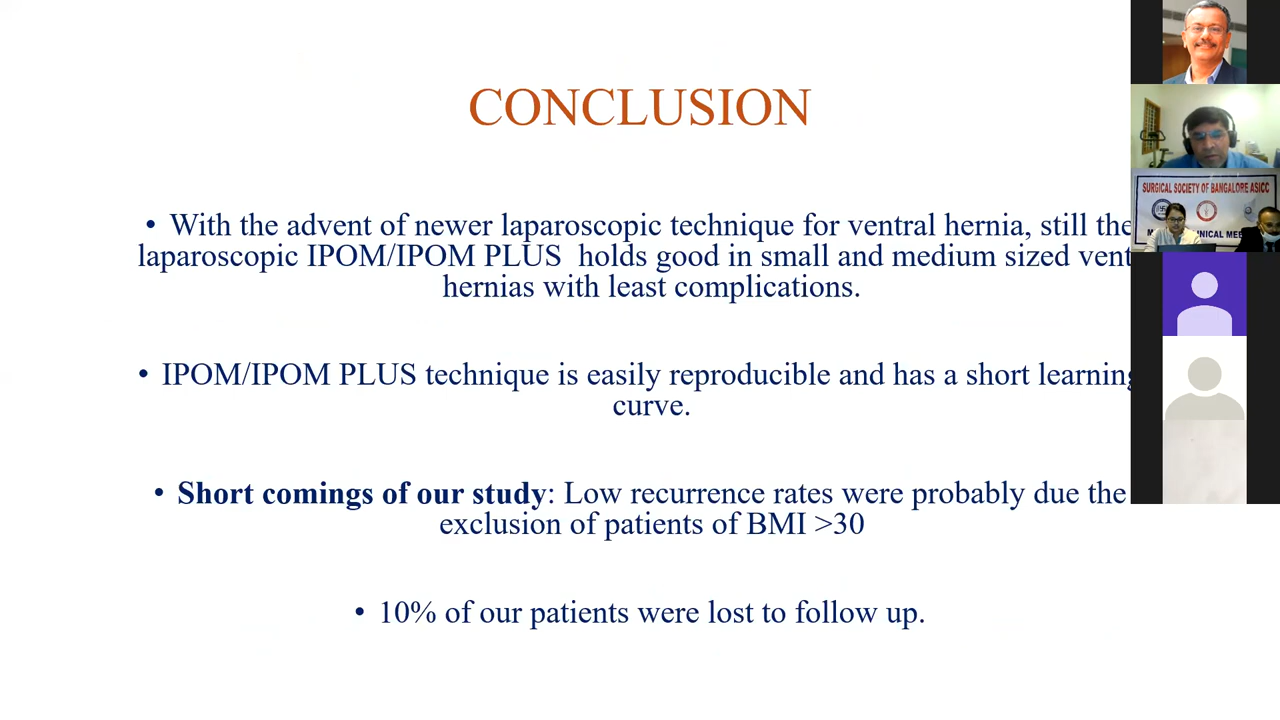 CONCLUSION
• With the advent of newer laparoscopic technique for ventral hernia, still the
laparoscopic IPOM/IPOM PLUS holds good in small and medium sized vent
hernias with least complications.
• IPOM/IPOM PLUS technique is easily reproducible and has a short learning
curve.
• Short comings of our study: Low recurrence rates were probably due the
exclusion of patients of BMI >30
• 10% of our patients were lost to follow up.
SURGICAL SOCIETY OF BANGALORE ASICC